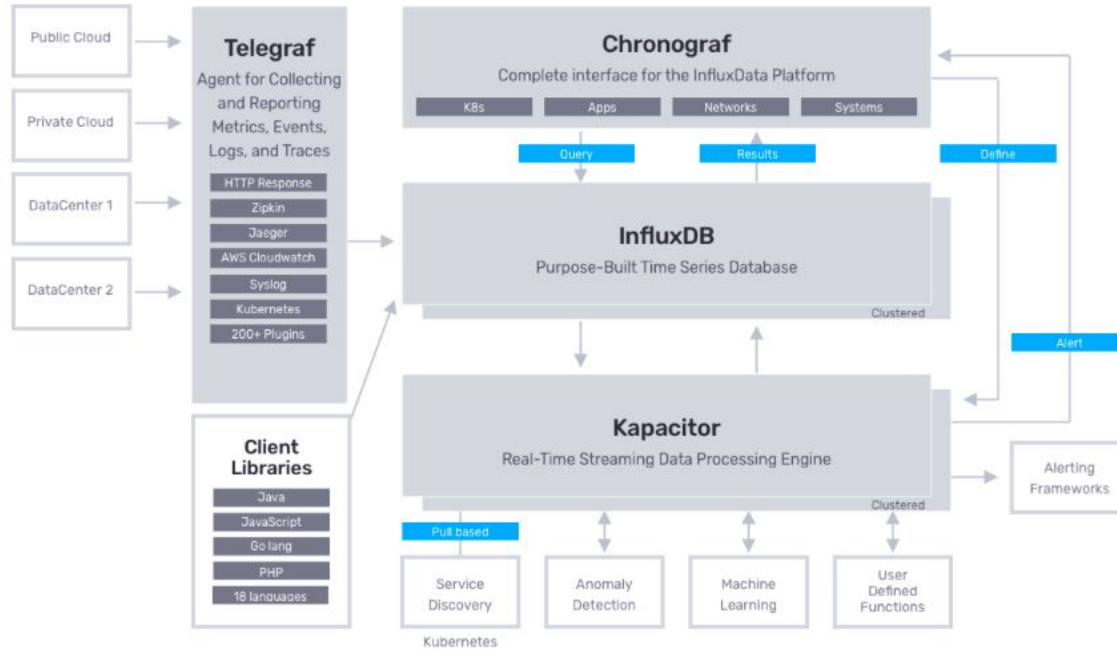 Public Cloud
Private Cloud
DataCenter 1
DataCenter 2
Telegraf
Agent for Collecting
and Reporting
Metrics, Events,
Logs, and Traces
HTTP Response
Zipkin
Jaeger
AWS Cloudwatch
Syslog
Kubernetes
200+ Plugins
Client
Libraries
Java
JavaScript
Go lang
PHP
18 languages
Chronograf
Complete interface for the InfluxData Platform
K8s
Apps
Networks
Systems
Query
Results
Define
InfluxDB
Purpose-Built Time Series Database
Clustered
Alert
Kapacitor
Real-Time Streaming Data Processing Engine
Clustered
Alerting
Frameworks
Pull based
Service
Discovery
Kubernetes
Anomaly
Detection
Machine
Learning
User
Defined
Functions